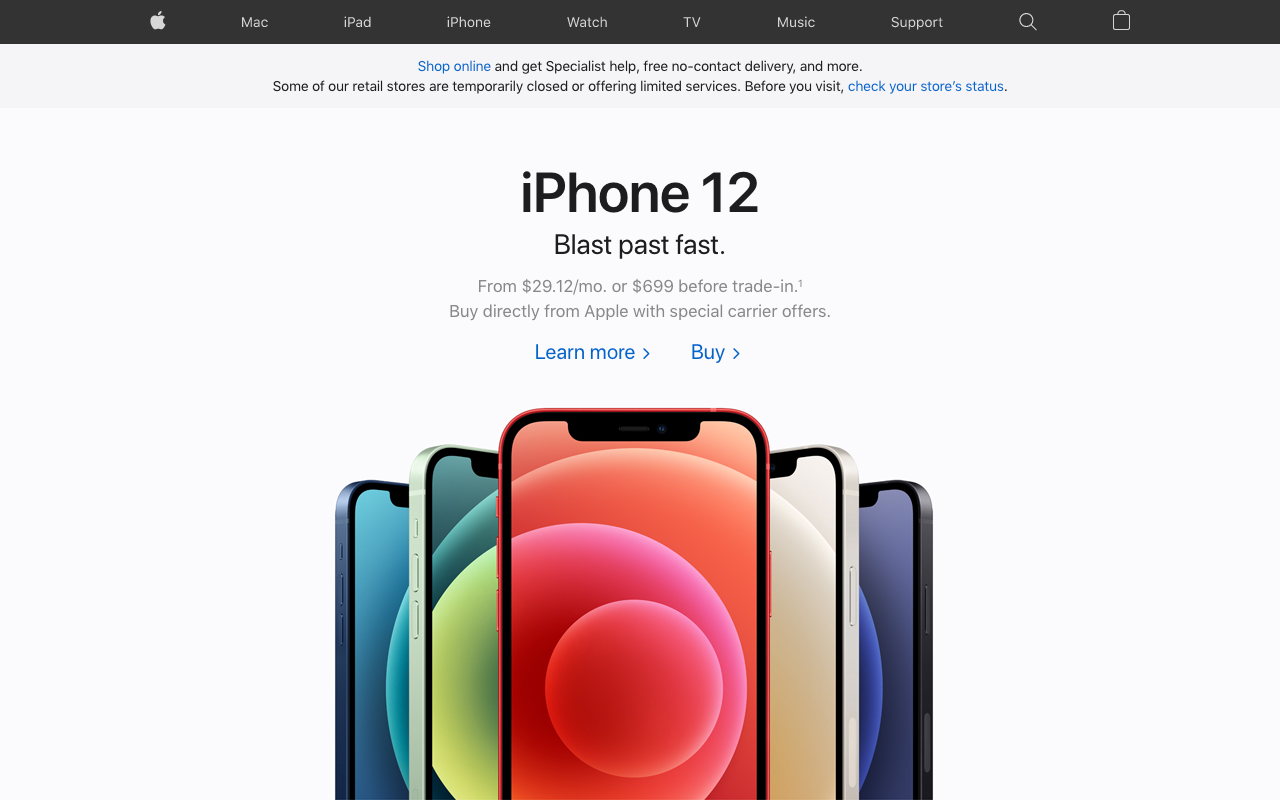 Mac iPad iPhone Watch TV Music Support
Shop online and get Specialist help, free no-contact delivery, and more.
Some of our retail stores are temporarily closed or offering limited services. Before you visit, check your store’s status.
iPhone 12
Blast past fast.
From $29.12/mo. or $699 before trade-in.¹
Buy directly from Apple with special carrier offers.
Learn more >
Buy >